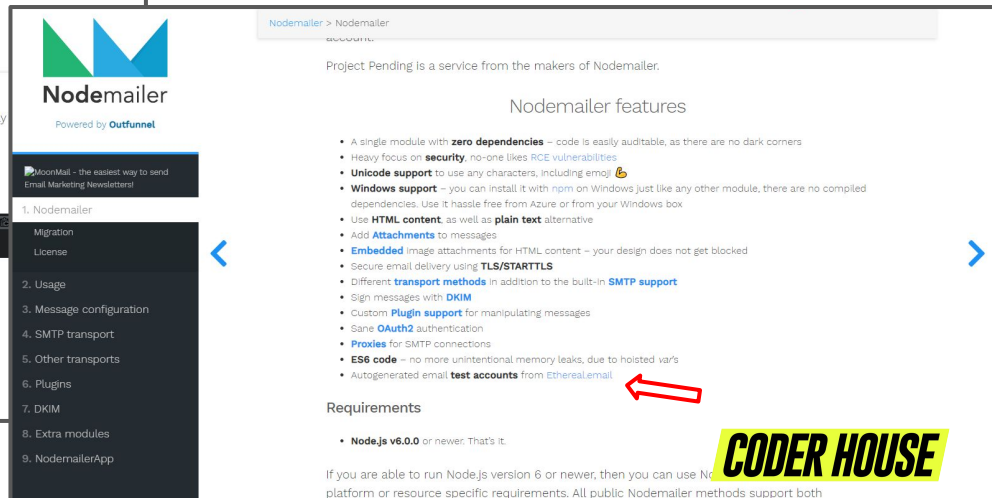 Nodemailer
Powered by Outfunnel
MoonMail - the easiest way to send
Email Marketing Newsletters!
1. Nodemailer
Migration
License
2. Usage
3. Message configuration
4. SMTP transport
5. Other transports
6. Plugins
7. DKIM
8. Extra modules
9. NodemailerApp
Nodemailer > Nodemailer
account.
Project Pending is a service from the makers of Nodemailer.
Nodemailer features
• A single module with zero dependencies – code is easily auditable, as there are no dark corners
• Heavy focus on security, no-one likes RCE vulnerabilities
• Unicode support to use any characters, including emoji 💪
• Windows support – you can install it with npm on Windows just like any other module, there are no compiled
dependencies. Use it hassle free from Azure or from your Windows box
• Use HTML content, as well as plain text alternative
• Add Attachments to messages
• Embedded image attachments for HTML content – your design does not get blocked
• Secure email delivery using TLS/STARTTLS
• Different transport methods in addition to the built-in SMTP support
• Sign messages with DKIM
• Custom Plugin support for manipulating messages
• Sane OAuth2 authentication
• Proxies for SMTP connections
• ES6 code – no more unintentional memory leaks, due to hoisted var's
• Autogenerated email test accounts from Ethereal.email
Requirements
• Node.js v6.0.0 or newer. That's it.
If you are able to run Node.js version 6 or newer, then you can use
platform or resource specific requirements. All public Nodemailer methods support both
CODER HOUSE